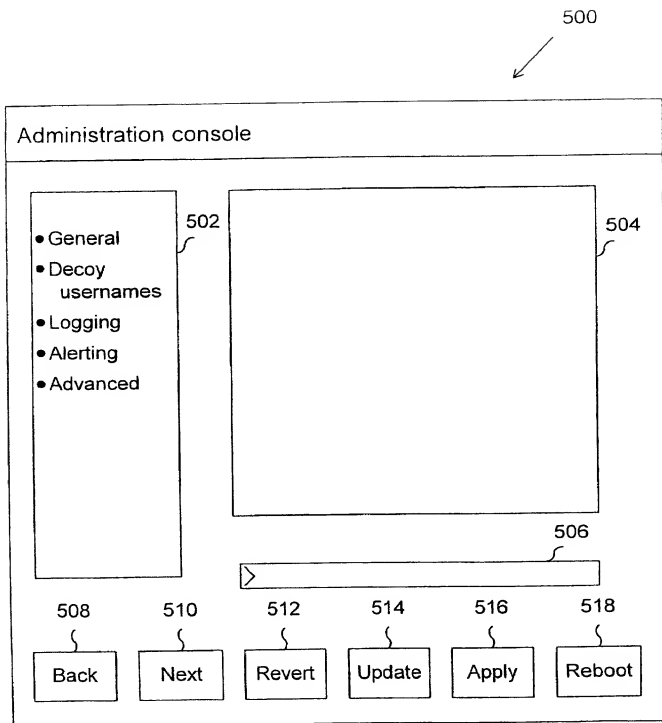 500
Administration console
502
504
• General
• Decoy
usernames
• Logging
• Alerting
• Advanced
506
>
508 510 512 514 516 518
Back Next Revert Update Apply Reboot